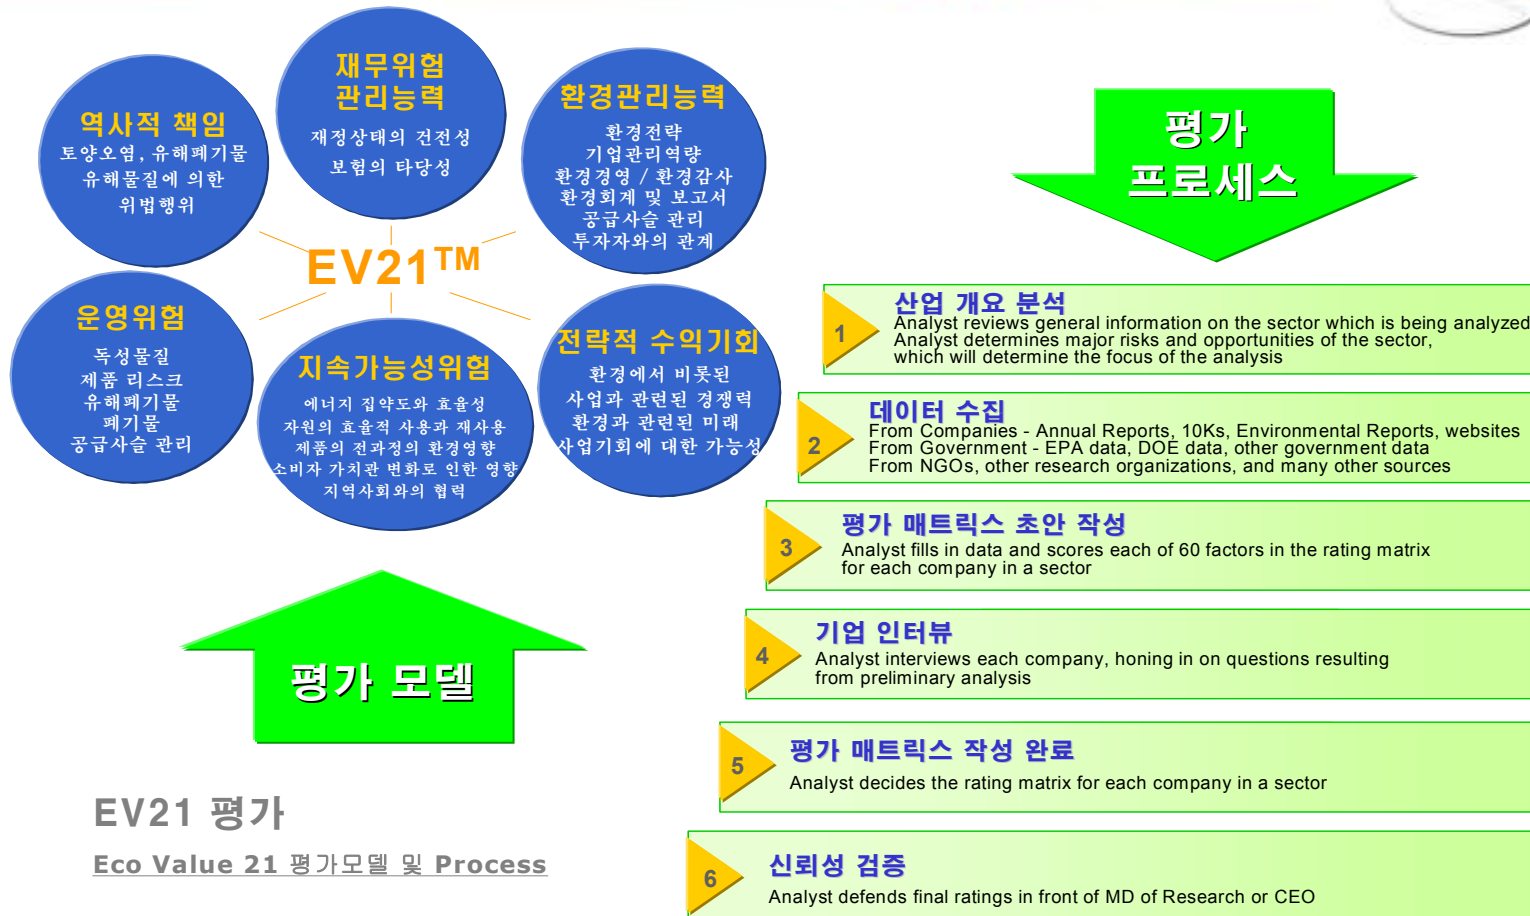 재무위험
관리능력
재정상태의 건전성
보험의 타당성
역사적 책임
토양오염, 유해폐기물
유해물질에 의한
위법행위
환경관리능력
환경전략
기업관리역량
환경경영 / 환경감사
환경회계 및 보고서
공급사슬 관리
투자자와의 관계
EV21™
운영위험
독성물질
제품 리스크
유해폐기물
폐기물
공급사슬 관리
지속가능성위험
에너지 집약도와 효율성
자원의 효율적 사용과 재사용
제품의 전과정의 환경영향
소비자 가치관 변화로 인한 영향
지역사회와의 협력
전략적 수익기회
환경에서 비롯된
사업과 관련된 경쟁력
환경과 관련된 미래
사업기회에 대한 가능성
평가 모델
EV21 평가
Eco Value 21 평가모델 및 Process
평가
프로세스
1
산업 개요 분석
Analyst reviews general information on the sector which is being analyzed
Analyst determines major risks and opportunities of the sector,
which will determine the focus of the analysis
2
데이터 수집
From Companies - Annual Reports, 10Ks, Environmental Reports, websites
From Government - EPA data, DOE data, other government data
From NGOs, other research organizations, and many other sources
3
평가 매트릭스 초안 작성
Analyst fills in data and scores each of 60 factors in the rating matrix
for each company in a sector
4
기업 인터뷰
Analyst interviews each company, honing in on questions resulting
from preliminary analysis
5
평가 매트릭스 작성 완료
Analyst decides the rating matrix for each company in a sector
6
신뢰성 검증
Analyst defends final ratings in front of MD of Research or CEO